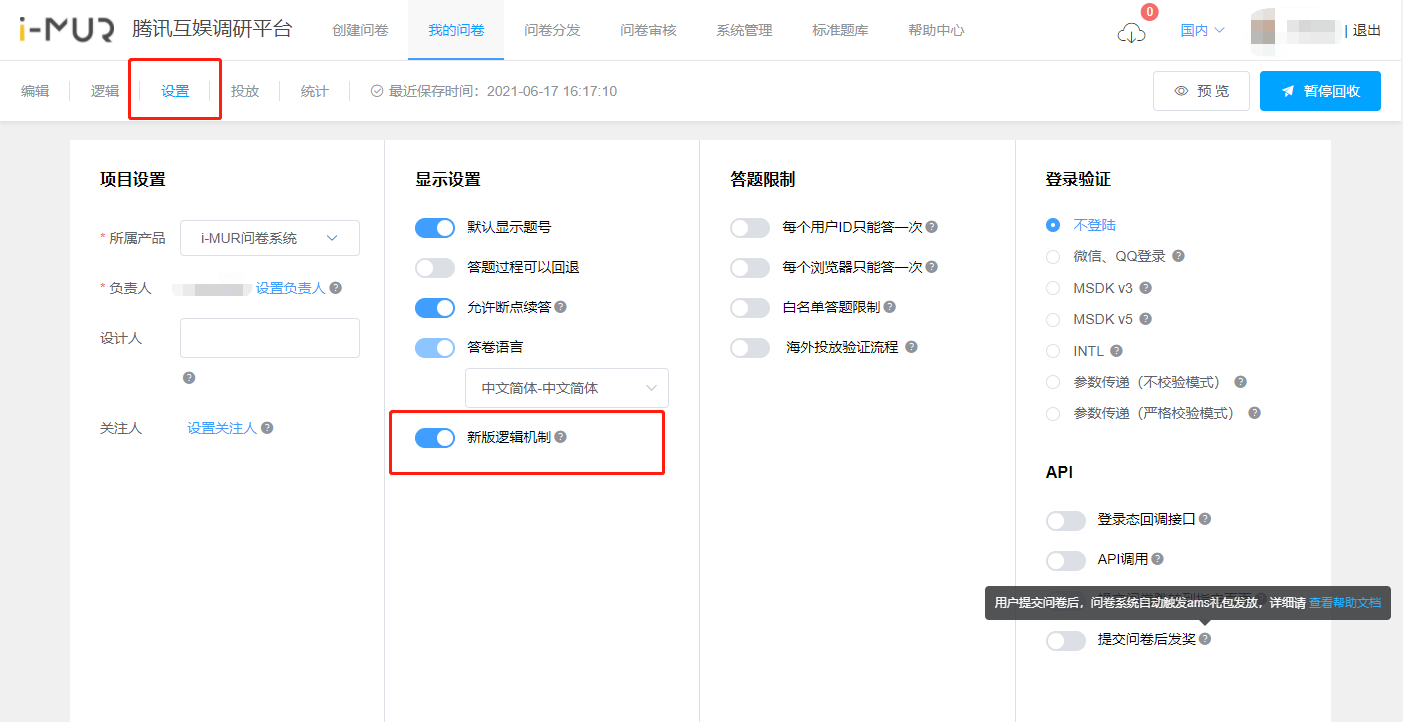 i-MUR 腾讯互娱调研平台 创建问卷 我的问卷 问卷分发 问卷审核 系统管理 标准题库 帮助中心 0 国内 | 退出
编辑 逻辑 设置 投放 统计 最近保存时间：2021-06-17 16:17:10 预 览 暂停回收
项目设置
* 所属产品 i-MUR问卷系统
* 负责人 设置负责人 ?
设计人
?
关注人 设置关注人 ?
显示设置
默认显示题号
答题过程可以回退
允许断点续答 ?
答卷语言
中文简体-中文简体
新版逻辑机制 ?
答题限制
每个用户ID只能答一次 ?
每个浏览器只能答一次 ?
白名单答题限制 ?
海外投放验证流程 ?
登录验证
不登陆
微信、QQ登录 ?
MSDK v3 ?
MSDK v5 ?
INTL ?
参数传递（不校验模式） ?
参数传递（严格校验模式） ?
API
登录态回调接口 ?
API调用 ?
用户提交问卷后，问卷系统自动触发ams礼包发放，详细请 查看帮助文档
提交问卷后发奖 ?